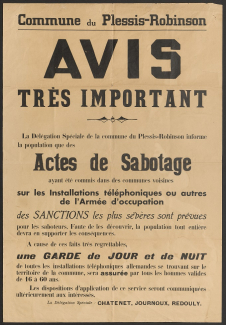 Commune du Plessis-Robinson
AVIS
TRÈS IMPORTANT
La Délégation Spéciale de la commune du Plessis-Robinson informe
la population que des
Actes de Sabotage
ayant été commis dans des communes voisines
sur les Installations téléphoniques ou autres
de l'Armée d'occupation
des SANCTIONS les plus sévères sont prévues
pour les saboteurs. Faute de les découvrir, la population tout entière
devra en supporter les conséquences.
A cause de ces faits très regrettables,
une GARDE de JOUR et de NUIT
de toutes les installations téléphoniques allemandes se trouvant sur le
territoire de la commune, sera assurée par tous les hommes valides
de 16 à 60 ans.
Les dispositions d'application de ce service seront communiquées
ultérieurement aux intéressés.
La Délégation Spéciale : CHATENET, JOURNOUX, REDOULY.